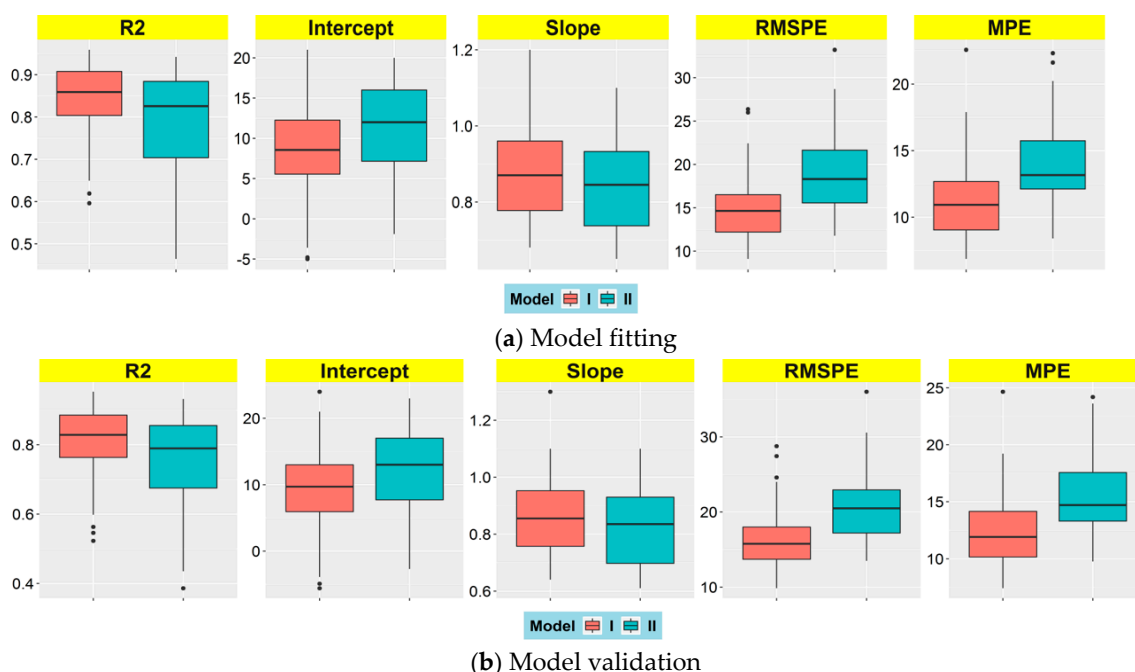 R2 Intercept Slope RMSPE MPE
0.9 0.8 0.7 0.6 0.5
20 15 10 5 0 -5
1.2 1.0 0.8
30 25 20 15 10
20 15 10
Model I II
(a) Model fitting
R2 Intercept Slope RMSPE MPE
0.8 0.6 0.4
20 10 0
1.2 1.0 0.8 0.6
30 20 10
25 20 15 10
Model I II
(b) Model validation